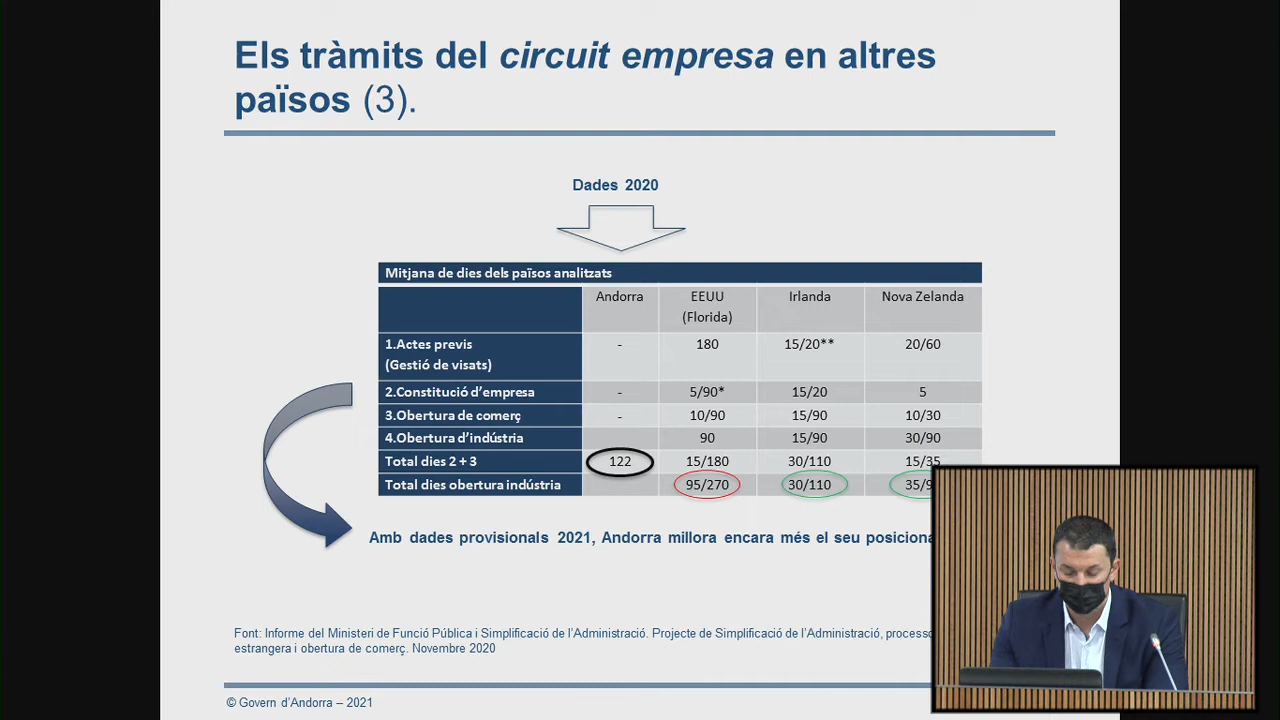 Els tràmits del circuit empresa en altres
països (3).
Dades 2020
Mitjana de dies dels països analitzats
Andorra EEUU (Florida) Irlanda Nova Zelanda
1.Actes previs (Gestió de visats) - 180 15/20** 20/60
2.Constitució d'empresa - 5/90* 15/20 5
3.Obertura de comerç - 10/90 15/90 10/30
4.Obertura d'indústria 90 15/90 30/90
Total dies 2 + 3 122 15/180 30/110 15/35
Total dies obertura indústria 95/270 30/110
Amb dades provisionals 2021, Andorra millora encara més el seu
Font: Informe del Ministeri de Funció Pública i Simplificació de l'Administració. Projecte de Simplificació de l'Administració,
estrangera i obertura de comerç. Novembre 2020
© Govern d'Andorra – 2021